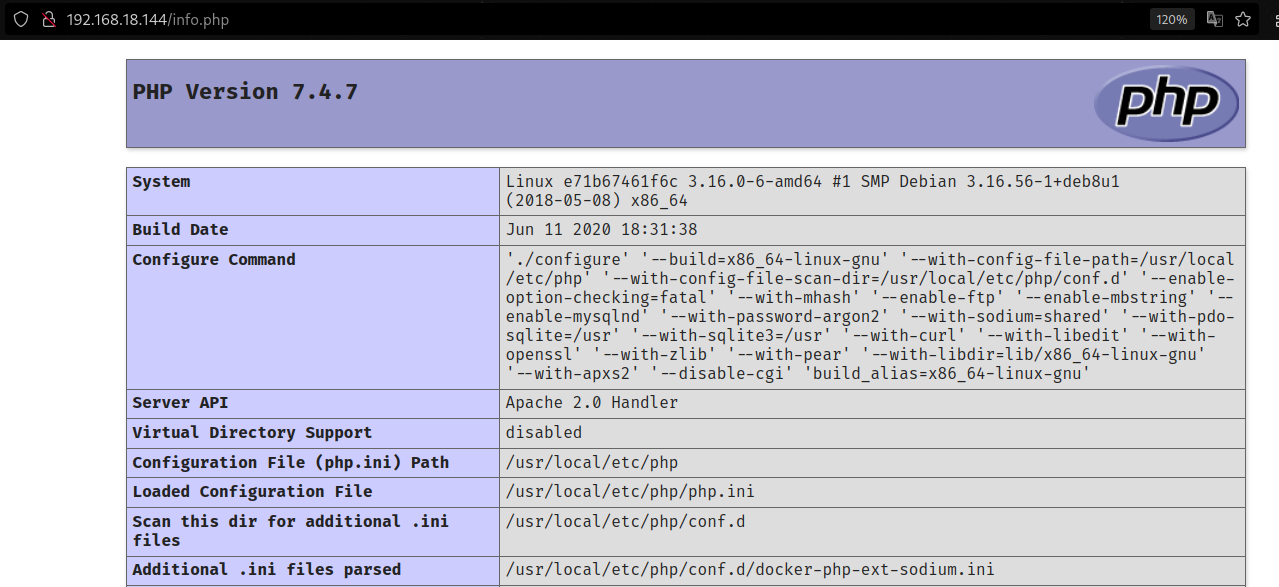 192.168.18.144/info.php
120%
PHP Version 7.4.7
php
System
Linux e71b67461f6c 3.16.0-6-amd64 #1 SMP Debian 3.16.56-1+deb8u1
(2018-05-08) x86_64
Build Date
Jun 11 2020 18:31:38
Configure Command
'./configure' '--build=x86_64-linux-gnu' '--with-config-file-path=/usr/local
/etc/php' '--with-config-file-scan-dir=/usr/local/etc/php/conf.d' '--enable-
option-checking=fatal' '--with-mhash' '--enable-ftp' '--enable-mbstring' '--
enable-mysqlnd' '--with-password-argon2' '--with-sodium=shared' '--with-pdo-
sqlite=/usr' '--with-sqlite3=/usr' '--with-curl' '--with-libedit' '--with-
openssl' '--with-zlib' '--with-pear' '--with-libdir=lib/x86_64-linux-gnu'
'--with-apxs2' '--disable-cgi' 'build_alias=x86_64-linux-gnu'
Server API
Apache 2.0 Handler
Virtual Directory Support
disabled
Configuration File (php.ini) Path
/usr/local/etc/php
Loaded Configuration File
/usr/local/etc/php/php.ini
Scan this dir for additional .ini
files
/usr/local/etc/php/conf.d
Additional .ini files parsed
/usr/local/etc/php/conf.d/docker-php-ext-sodium.ini